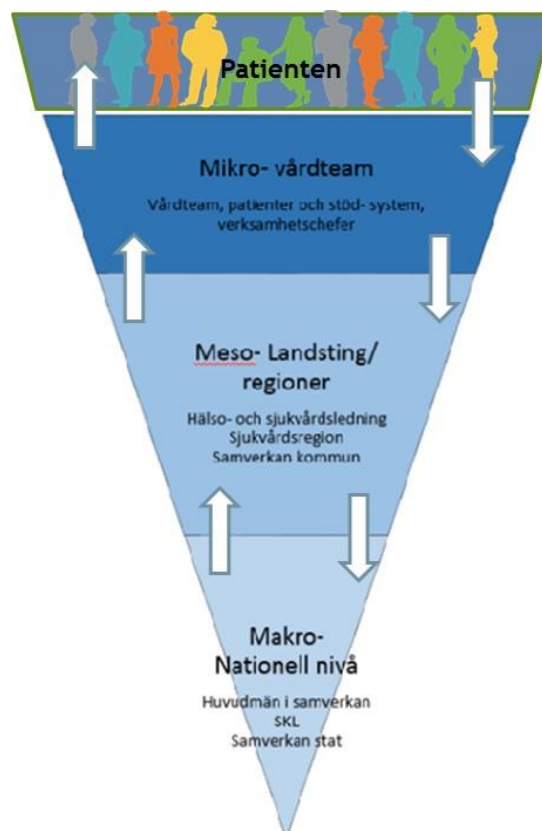 Patienten
Mikro- vårdteam
Vårdteam, patienter och stöd- system,
verksamhetschefer
Meso- Landsting/
regioner
Hälso- och sjukvårdsledning
Sjukvårdsregion
Samverkan kommun
Makro-
Nationell nivå
Huvudmän i samverkan
SKL
Samverkan stat